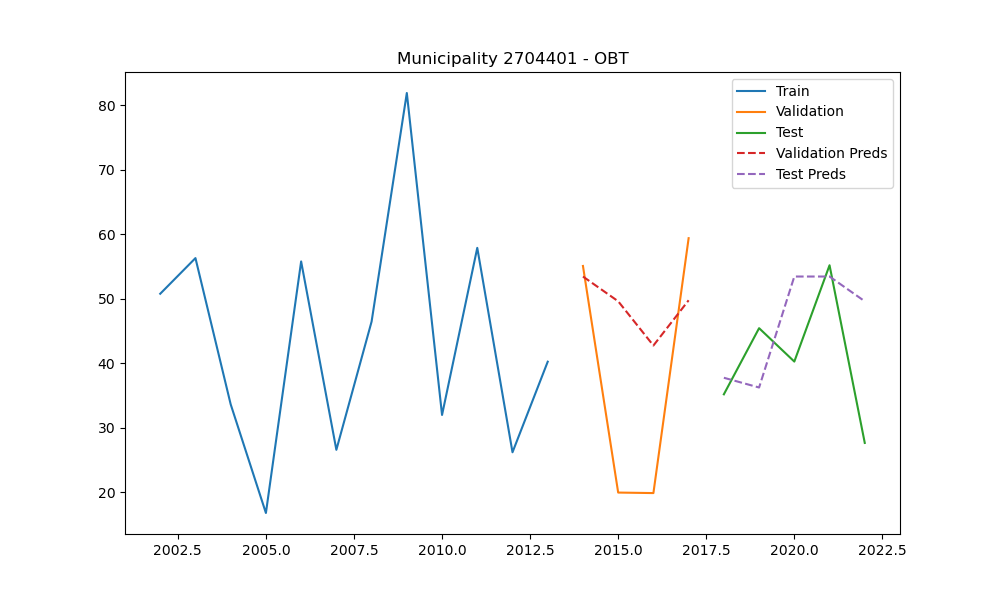 Municipality 2704401 - OBT
Train
Validation
Test
Validation Preds
Test Preds
80
70
60
50
40
30
20
2002.5 2005.0 2007.5 2010.0 2012.5 2015.0 2017.5 2020.0 2022.5